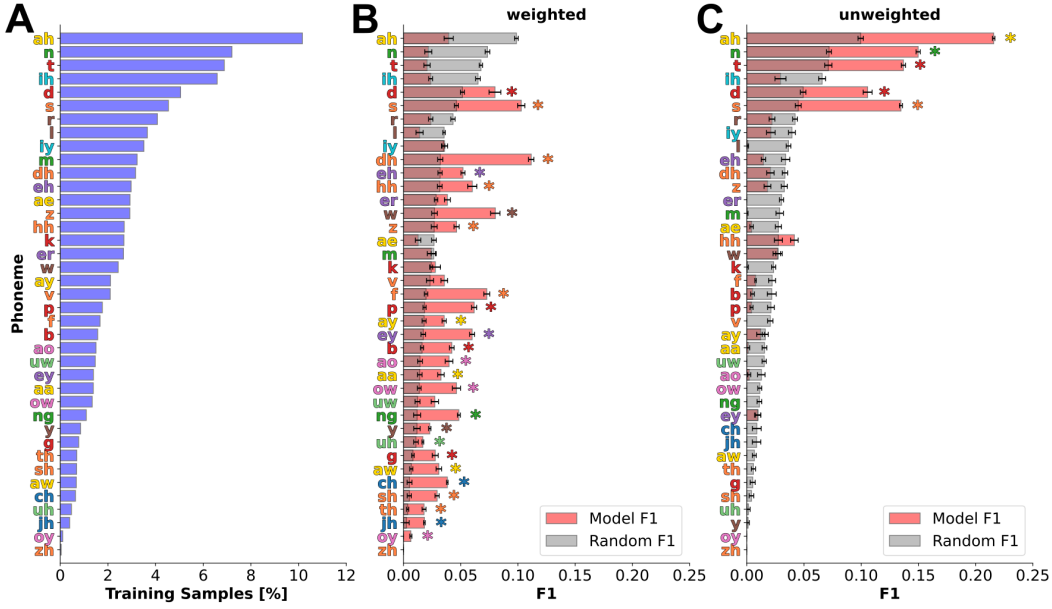 A
Phoneme
ah
n
t
ih
d
s
r
l
iy
m
dh
eh
ae
z
hh
k
er
w
ay
v
p
f
b
ao
uw
ey
aa
ow
ng
y
g
th
sh
aw
ch
uh
jh
oy
zh
0 2 4 6 8 10 12
Training Samples [%]
B
weighted
ah
n
t
ih
d *
s *
r
l
iy
dh *
eh *
hh *
er
w *
z *
ae
m
k
v
f *
p *
ay *
ey *
b *
ao *
aa *
ow *
uw
ng *
y *
uh *
g *
aw *
ch *
sh *
th *
jh *
oy *
zh
Model F1
Random F1
0.00 0.05 0.10 0.15 0.20 0.25
F1
C
unweighted
ah *
n *
t *
ih
d *
s *
r
iy
l
eh
dh
z
er
m
ae
hh
w
k
f
b
p
v
ay
aa
uw
ao
ow
ng
ey
ch
jh
aw
th
g
sh
uh
y
oy
zh
Model F1
Random F1
0.00 0.05 0.10 0.15 0.20 0.25
F1